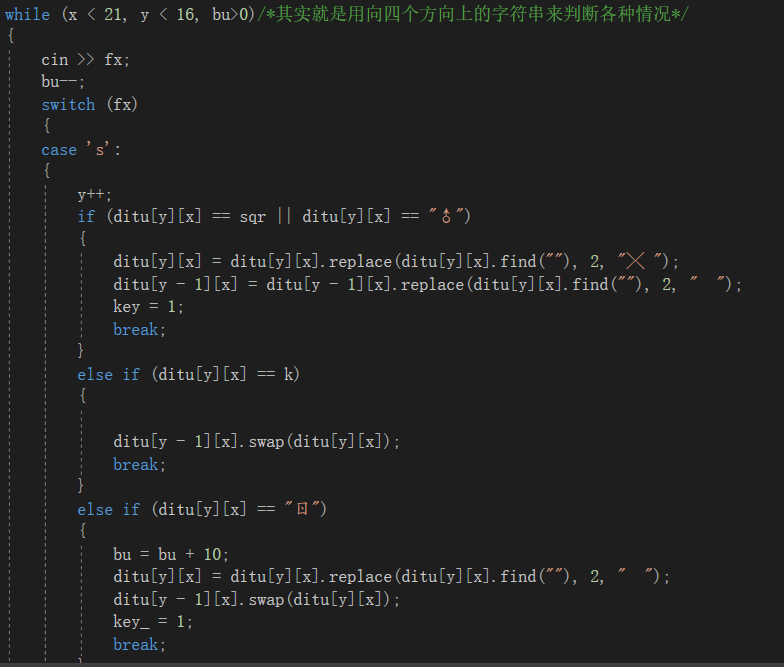 while (x < 21, y < 16, bu>0)/*其实就是用向四个方向上的字符串来判断各种情况*/
{
cin >> fx;
bu--;
switch (fx)
{
case 's':
{
y++;
if (ditu[y][x] == sqr || ditu[y][x] == "♁")
{
ditu[y][x] = ditu[y][x].replace(ditu[y][x].find(""), 2, "╳ ");
ditu[y - 1][x] = ditu[y - 1][x].replace(ditu[y][x].find(""), 2, "  ");
key = 1;
break;
}
else if (ditu[y][x] == k)
{
ditu[y - 1][x].swap(ditu[y][x]);
break;
}
else if (ditu[y][x] == "")
{
bu = bu + 10;
ditu[y][x] = ditu[y][x].replace(ditu[y][x].find(""), 2, "  ");
ditu[y - 1][x].swap(ditu[y][x]);
key_ = 1;
break;